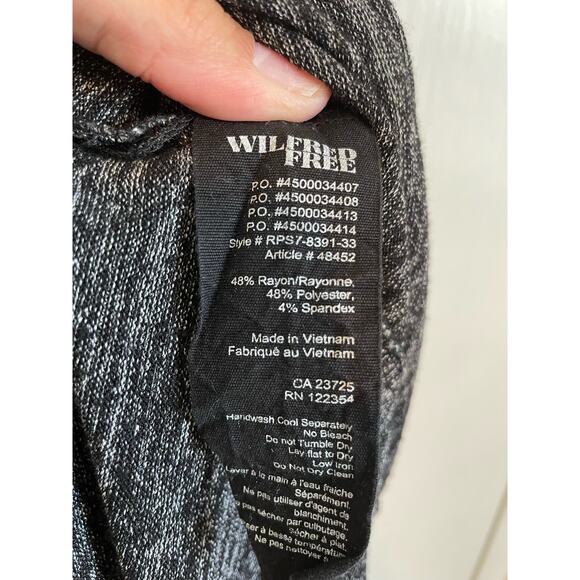 WILFRED
FREE
P.O. #4500034407
P.O. #4500034408
P.O. #4500034413
P.O. #4500034414
Style # RPS7-8391-33
Article # 48452
48% Rayon/Rayonne,
48% Polyester,
4% Spandex
Made in Vietnam
Fabriqué au Vietnam
CA 23725
RN 122354
Handwash Cool Separately
No Bleach
Do not Tumble Dry
Lay flat to Dry
Low Iron
Do Not Dry Clean
Laver à la main à l'eau fraîche
Séparément.
Ne pas utiliser d'agent de
blanchiment.
pas sécher par culbutage.
sécher à plat.
à basse température
Ne pas nettoyer à